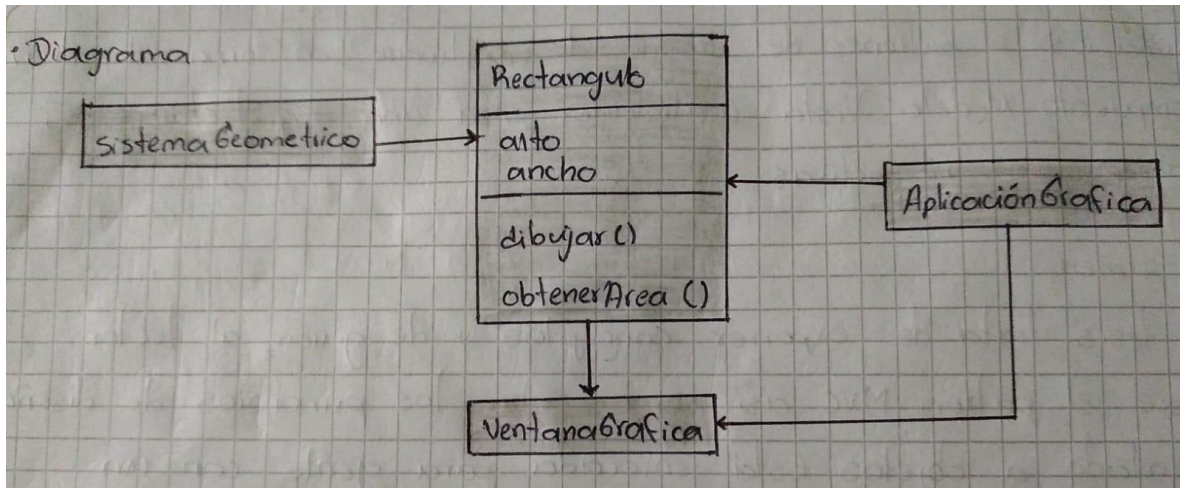 • Diagrama
Rectangulo
SistemaGeometrico
alto
ancho
AplicaciónGrafica
dibujar ()
obtenerArea ()
VentanaGrafica